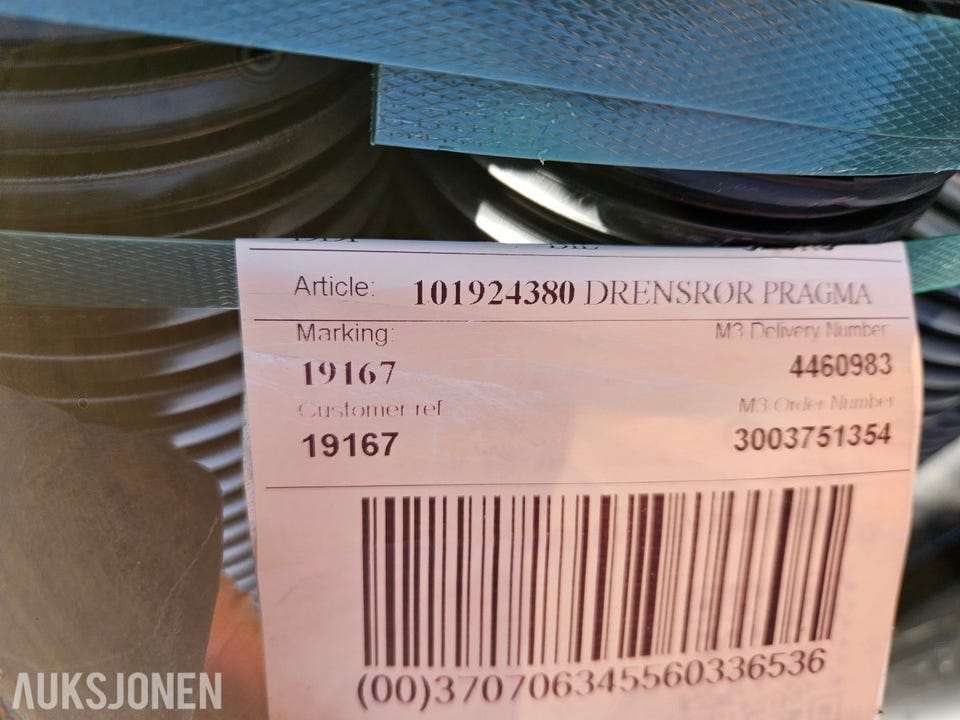 Article: 101924380 DRENSRØR PRAGMA
Marking: M3 Delivery Number
19167 4460983
Customer ref M3 Order Number
19167 3003751354
(00)370706345560336536
AUKSJONEN